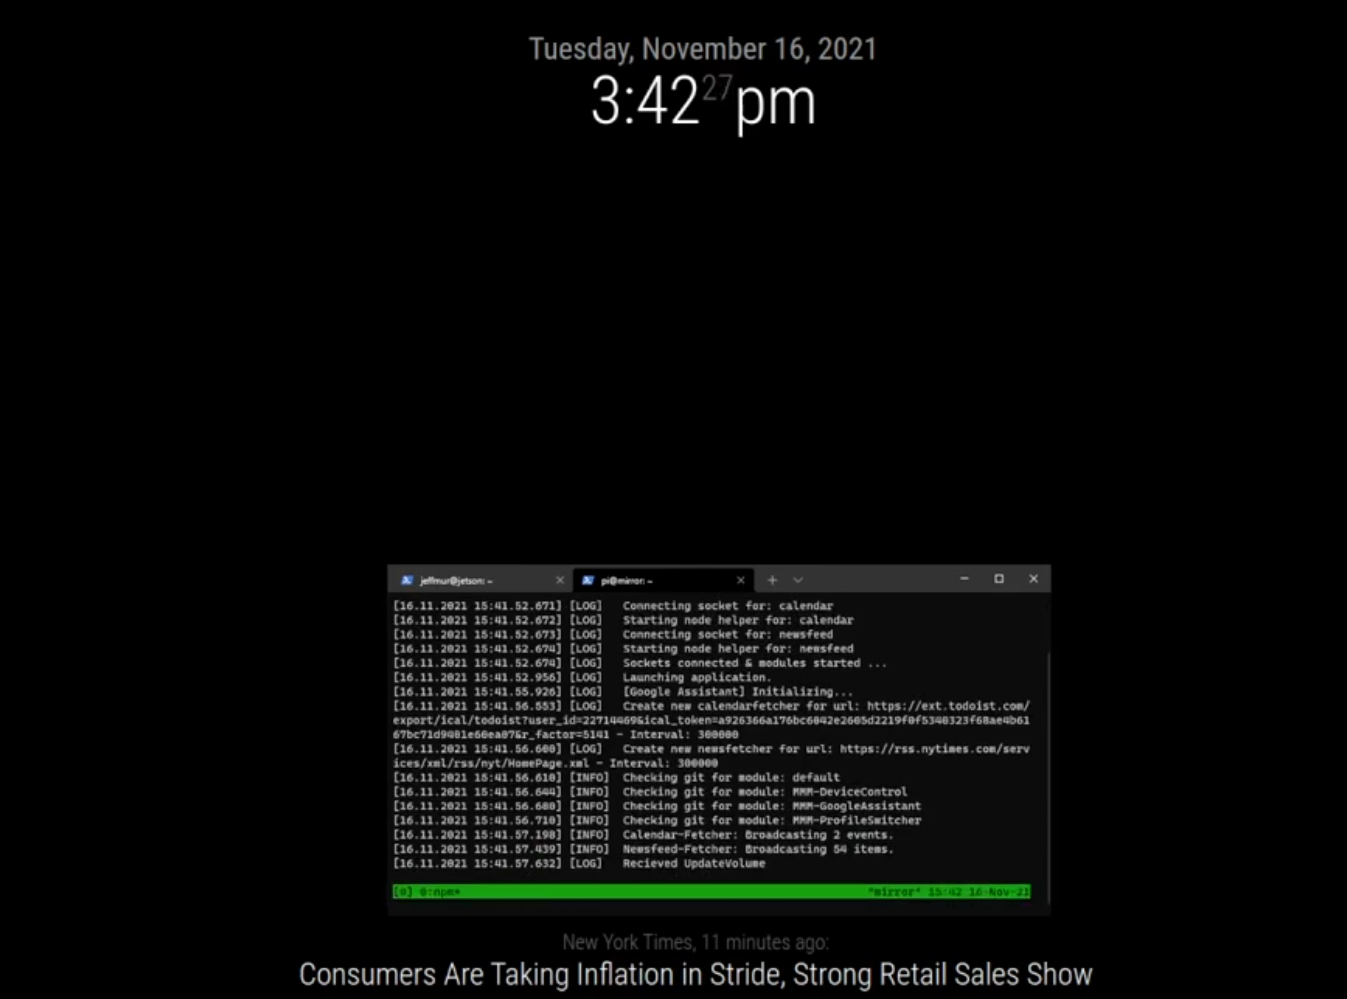 Tuesday, November 16, 2021
3:42 27 pm
jeffmur@jetson: ~
pi@mirror: ~
[16.11.2021 15:41.52.671] [LOG] Connecting socket for: calendar
[16.11.2021 15:41.52.672] [LOG] Starting node helper for: calendar
[16.11.2021 15:41.52.673] [LOG] Connecting socket for: newsfeed
[16.11.2021 15:41.52.674] [LOG] Starting node helper for: newsfeed
[16.11.2021 15:41.52.674] [LOG] Sockets connected & modules started ...
[16.11.2021 15:41.52.956] [LOG] Launching application.
[16.11.2021 15:41.55.926] [LOG] [Google Assistant] Initializing...
[16.11.2021 15:41.56.553] [LOG] Create new calendarfetcher for url: https://ext.todoist.com/
export/ical/todoist?user_id=22714469&ical_token=a926366a176bc6042e2605d2219f0f5340323f68ae4b61
67bc71d9401e60ea07&r_factor=5141 - Interval: 300000
[16.11.2021 15:41.56.600] [LOG] Create new newsfetcher for url: https://rss.nytimes.com/serv
ices/xml/rss/nyt/HomePage.xml - Interval: 300000
[16.11.2021 15:41.56.610] [INFO] Checking git for module: default
[16.11.2021 15:41.56.644] [INFO] Checking git for module: MMM-DeviceControl
[16.11.2021 15:41.56.680] [INFO] Checking git for module: MMM-GoogleAssistant
[16.11.2021 15:41.56.710] [INFO] Checking git for module: MMM-ProfileSwitcher
[16.11.2021 15:41.57.198] [INFO] Calendar-Fetcher: Broadcasting 2 events.
[16.11.2021 15:41.57.439] [INFO] Newsfeed-Fetcher: Broadcasting 54 items.
[16.11.2021 15:41.57.632] [LOG] Recieved UpdateVolume
[0] 0:npm* "mirror" 15:42 16-Nov-21
New York Times, 11 minutes ago:
Consumers Are Taking Inflation in Stride, Strong Retail Sales Show